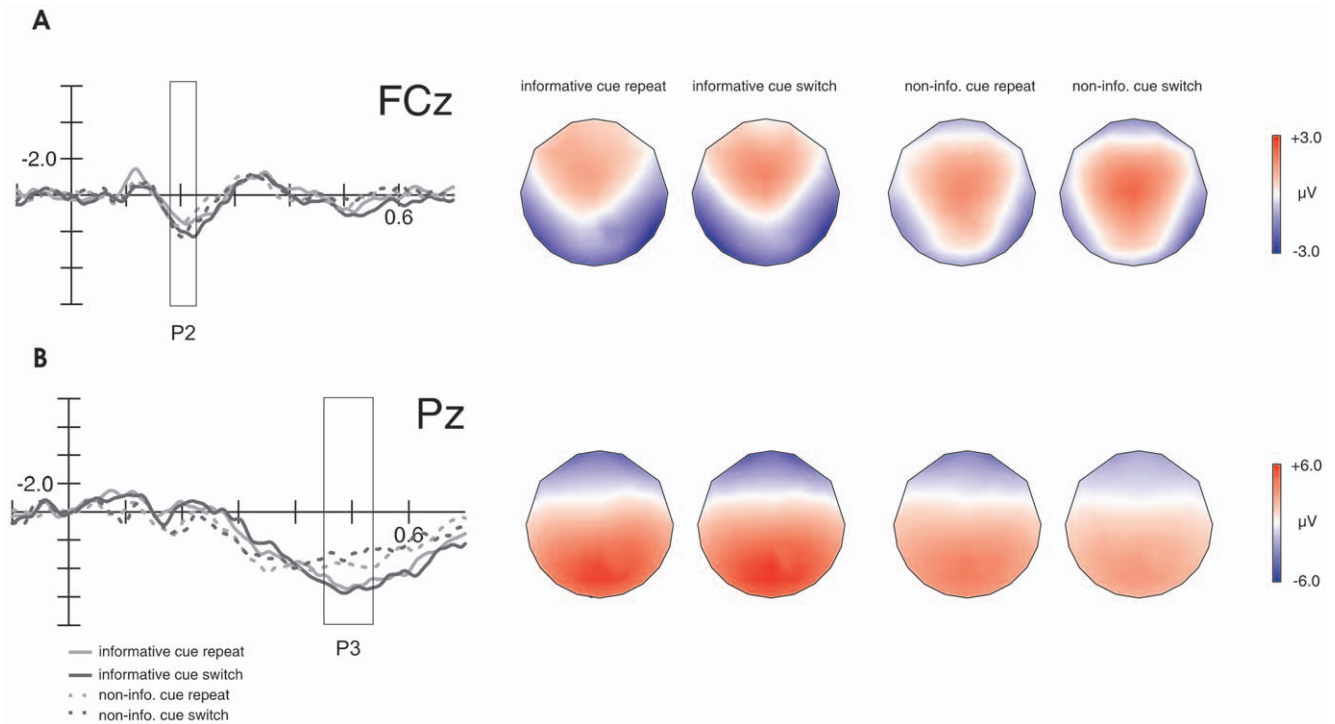 A
FCz
-2.0
0.6
P2
informative cue repeat
informative cue switch
non-info. cue repeat
non-info. cue switch
+3.0
µV
-3.0
B
Pz
-2.0
0.6
P3
+6.0
µV
-6.0
informative cue repeat
informative cue switch
non-info. cue repeat
non-info. cue switch